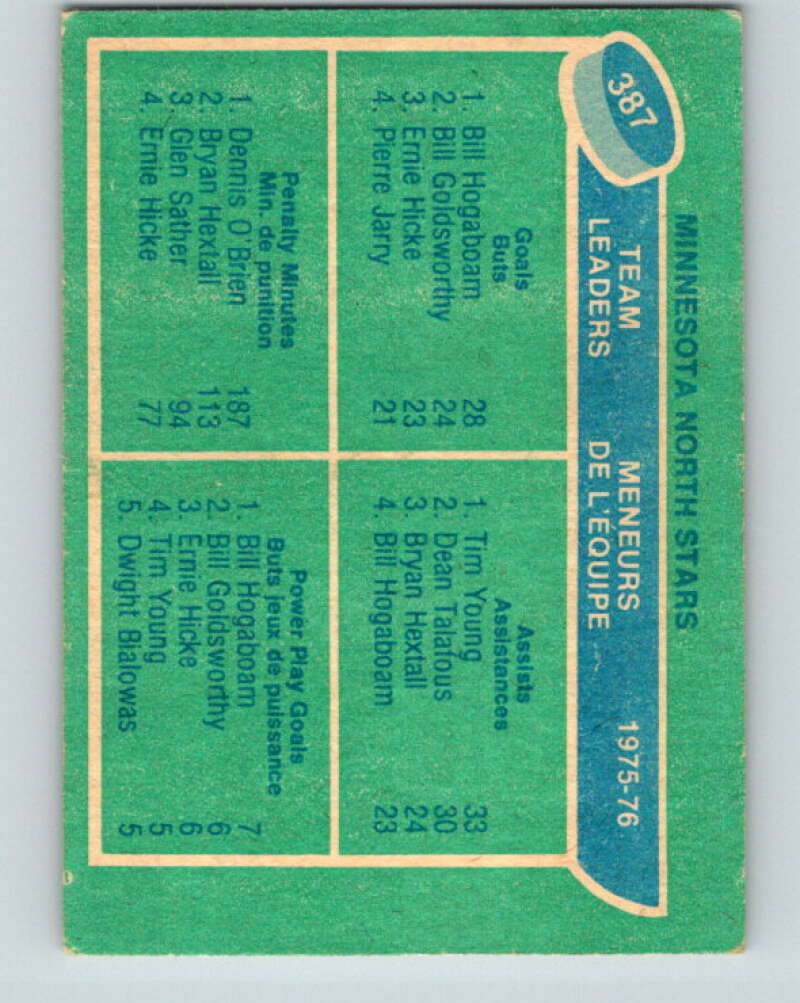 387
MINNESOTA NORTH STARS
TEAM LEADERS
MENEURS DE L'ÉQUIPE
1975-76
Goals
Buts
1. Bill Hogaboam 28
2. Bill Goldsworthy 24
3. Ernie Hicke 23
4. Pierre Jarry 21
Assists
Assistances
1. Tim Young 33
2. Dean Talafous 30
3. Bryan Hextall 24
4. Bill Hogaboam 23
Penalty Minutes
Min. de punition
1. Dennis O'Brien 187
2. Bryan Hextall 113
3. Glen Sather 94
4. Ernie Hicke 77
Power Play Goals
Buts jeux de puissance
1. Bill Hogaboam 7
2. Bill Goldsworthy 6
3. Ernie Hicke 6
4. Tim Young 5
5. Dwight Bialowas 5